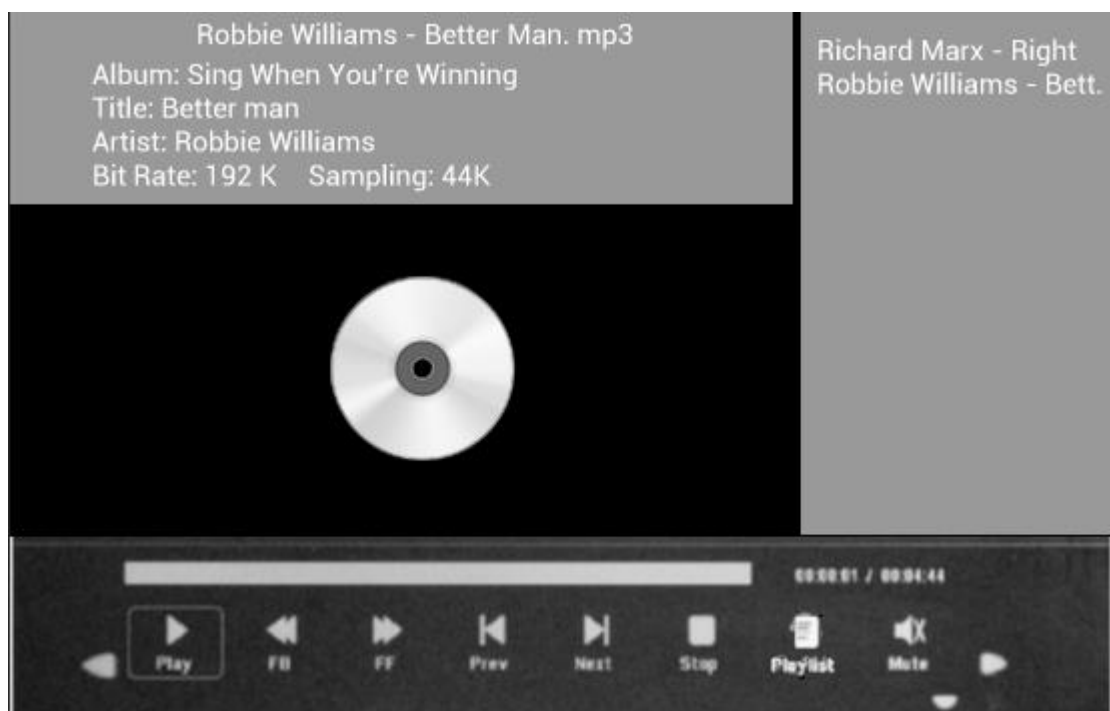 Robbie Williams - Better Man. mp3
Album: Sing When You're Winning
Title: Better man
Artist: Robbie Williams
Bit Rate: 192 K Sampling: 44K
Richard Marx - Right
Robbie Williams - Bett.
00:00:01 / 00:04:44
Play FB FF Prev Next Stop Playlist Mute